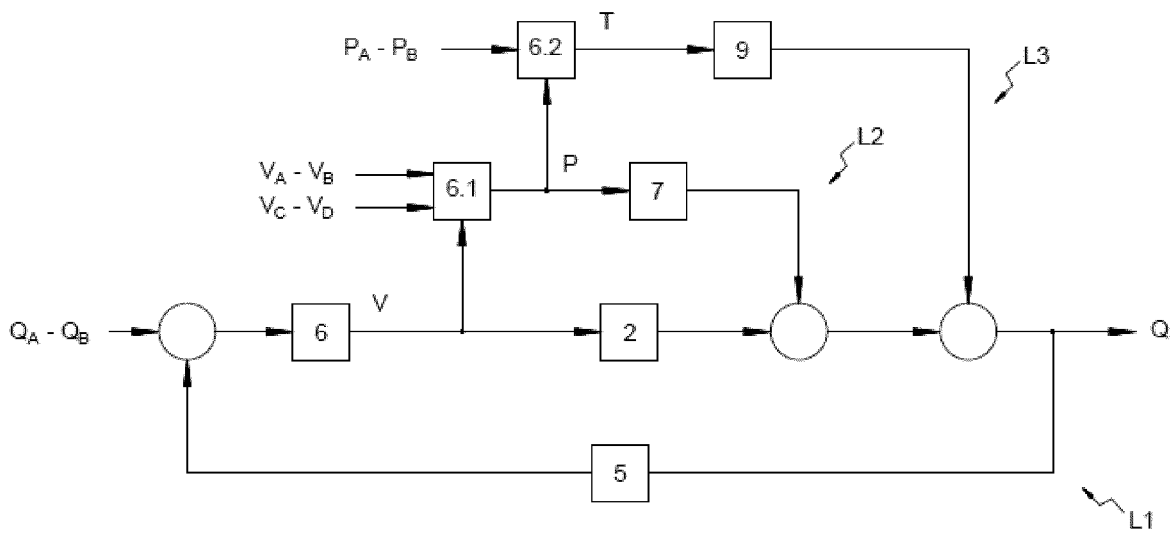 T
P_A - P_B
6.2
9
L3
L2
V_A - V_B
V_C - V_D
6.1
P
7
V
Q_A - Q_B
6
2
Q
5
L1